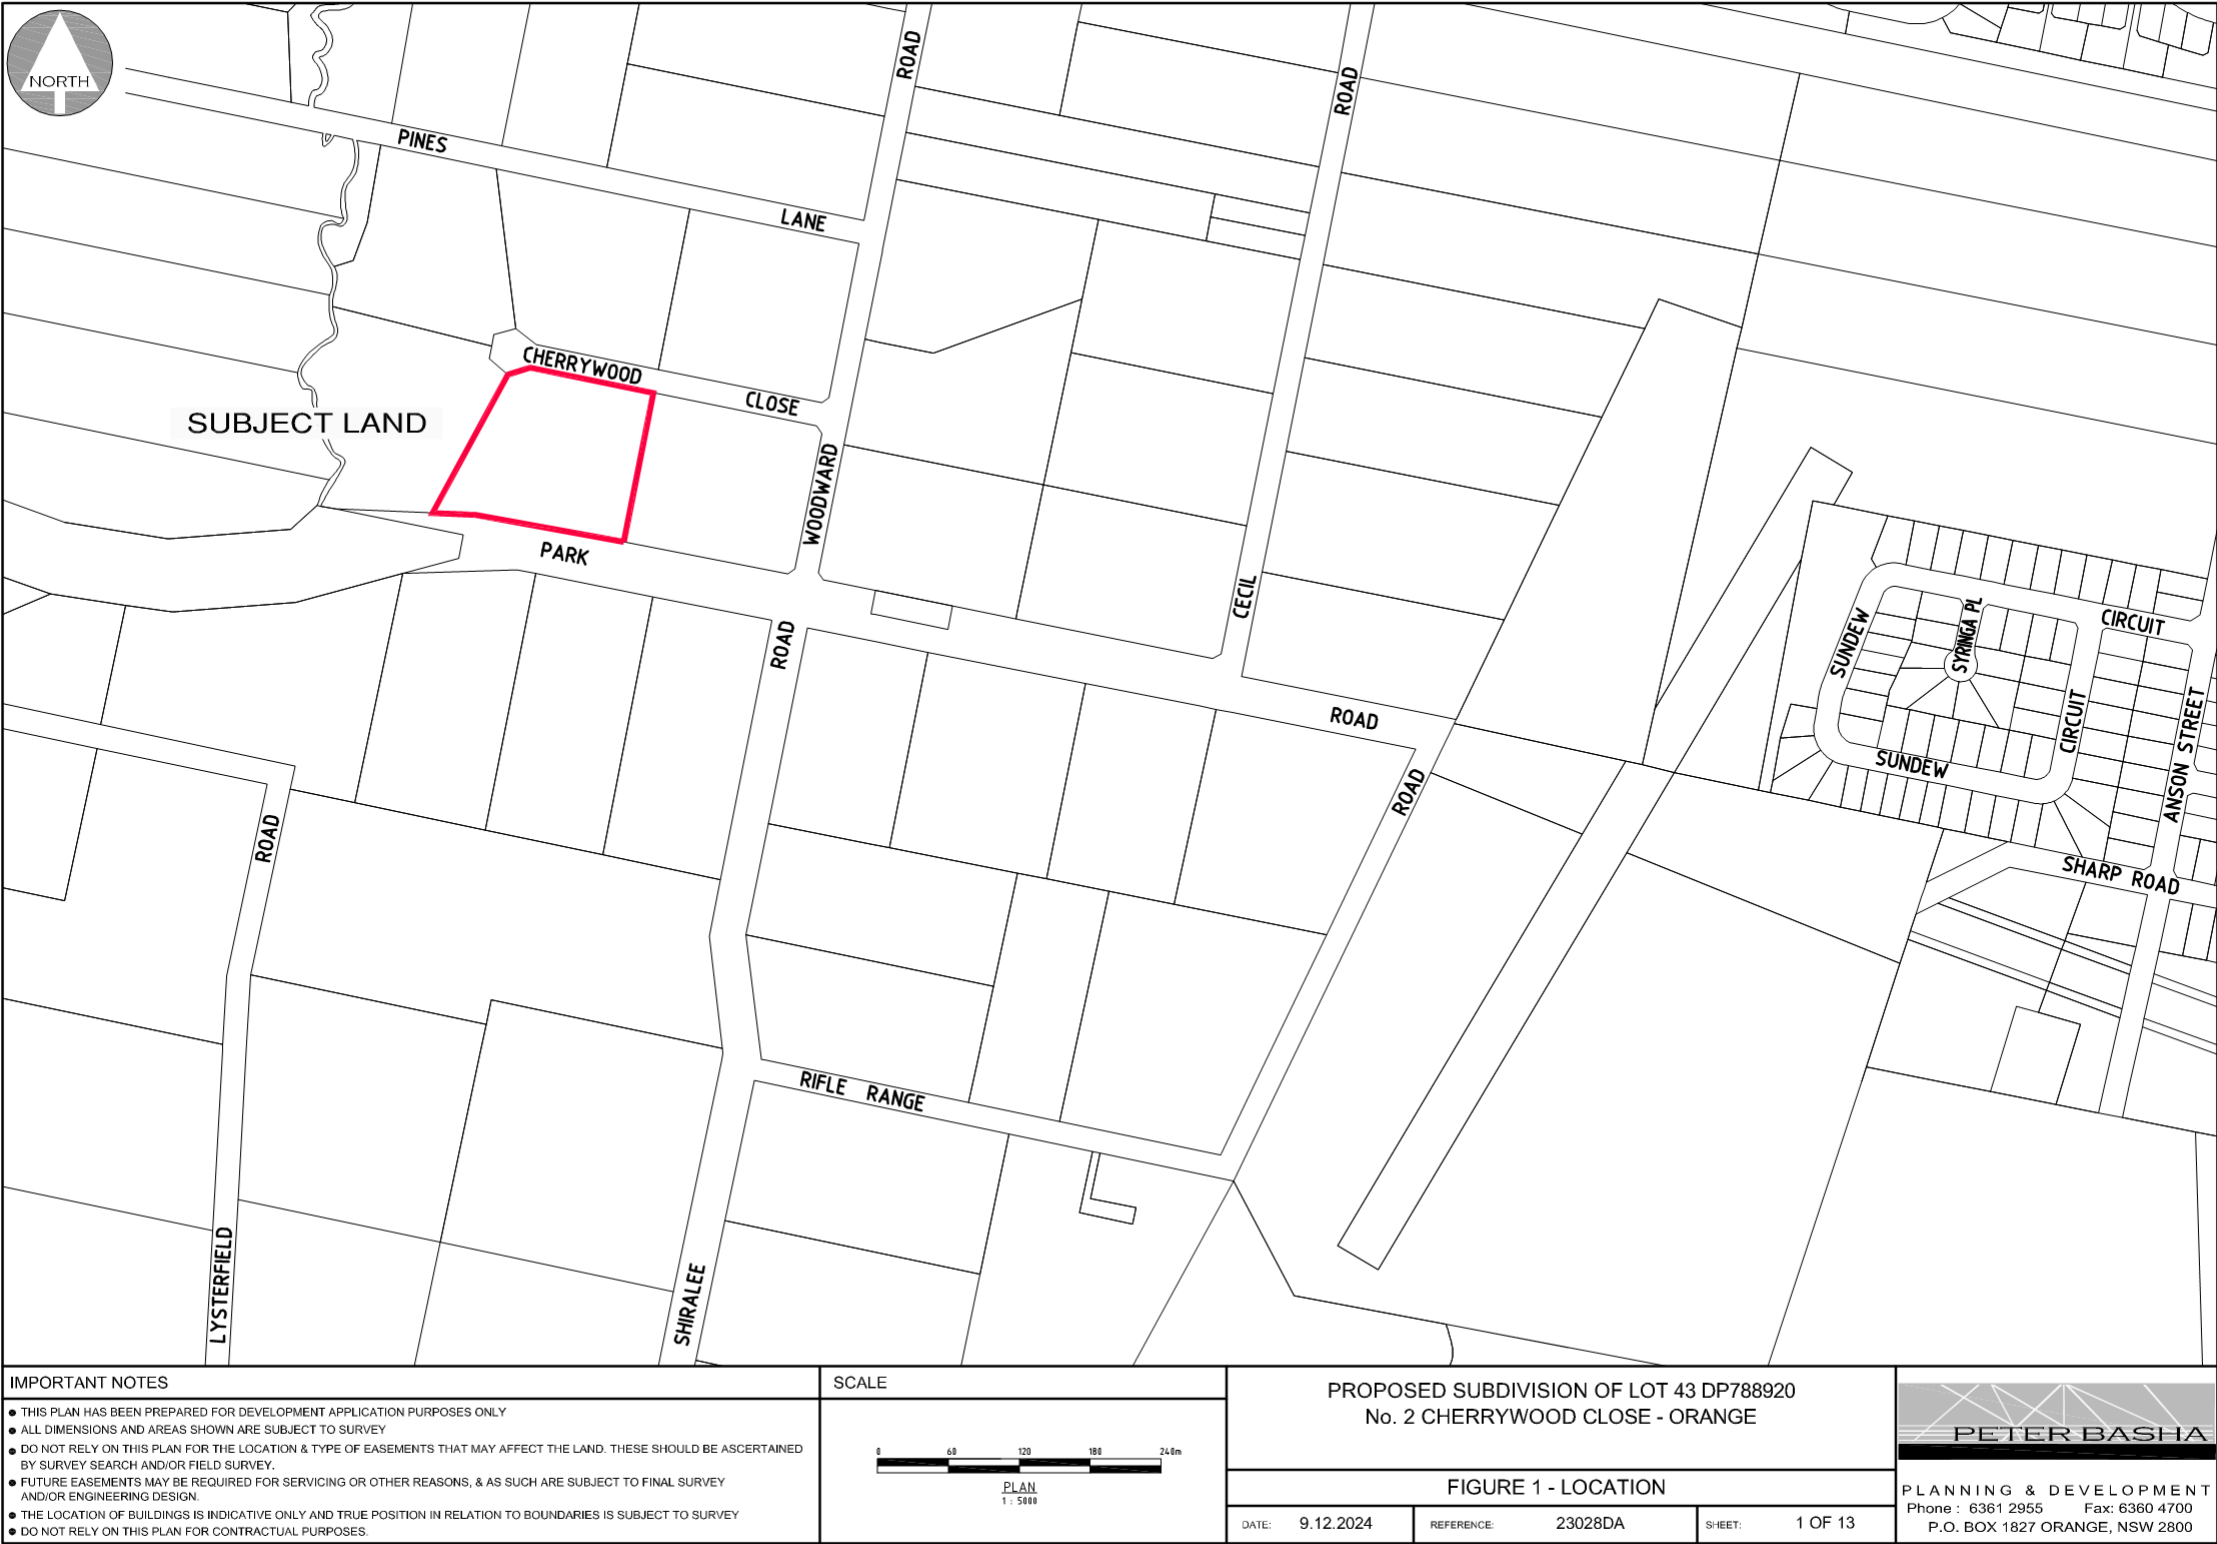 NORTH
ROAD
ROAD
PINES
LANE
CHERRYWOOD
CLOSE
SUBJECT LAND
WOODWARD
PARK
CECIL
ROAD
ROAD
ROAD
SUNDEW
SYRINGA PL
CIRCUIT
CIRCUIT
SUNDEW
ANSON STREET
SHARP ROAD
ROAD
RIFLE RANGE
LYSTERFIELD
SHIRALEE
IMPORTANT NOTES
● THIS PLAN HAS BEEN PREPARED FOR DEVELOPMENT APPLICATION PURPOSES ONLY
● ALL DIMENSIONS AND AREAS SHOWN ARE SUBJECT TO SURVEY
● DO NOT RELY ON THIS PLAN FOR THE LOCATION & TYPE OF EASEMENTS THAT MAY AFFECT THE LAND. THESE SHOULD BE ASCERTAINED
BY SURVEY SEARCH AND/OR FIELD SURVEY.
● FUTURE EASEMENTS MAY BE REQUIRED FOR SERVICING OR OTHER REASONS, & AS SUCH ARE SUBJECT TO FINAL SURVEY
AND/OR ENGINEERING DESIGN.
● THE LOCATION OF BUILDINGS IS INDICATIVE ONLY AND TRUE POSITION IN RELATION TO BOUNDARIES IS SUBJECT TO SURVEY
● DO NOT RELY ON THIS PLAN FOR CONTRACTUAL PURPOSES.
SCALE
0 60 120 180 240m
PLAN
1 : 5000
PROPOSED SUBDIVISION OF LOT 43 DP788920
No. 2 CHERRYWOOD CLOSE - ORANGE
FIGURE 1 - LOCATION
DATE: 9.12.2024 REFERENCE: 23028DA SHEET: 1 OF 13
PETER BASHA
PLANNING & DEVELOPMENT
Phone : 6361 2955 Fax: 6360 4700
P.O. BOX 1827 ORANGE, NSW 2800